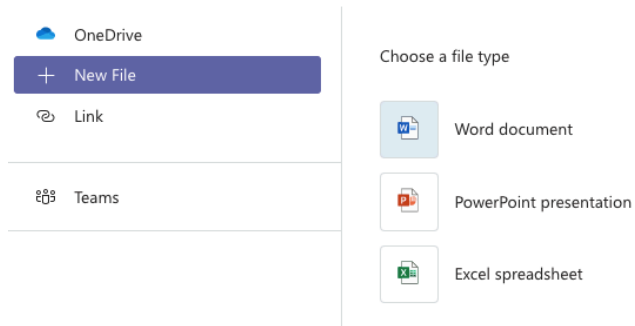 OneDrive
New File
Link
Teams
Choose a file type
Word document
PowerPoint presentation
Excel spreadsheet